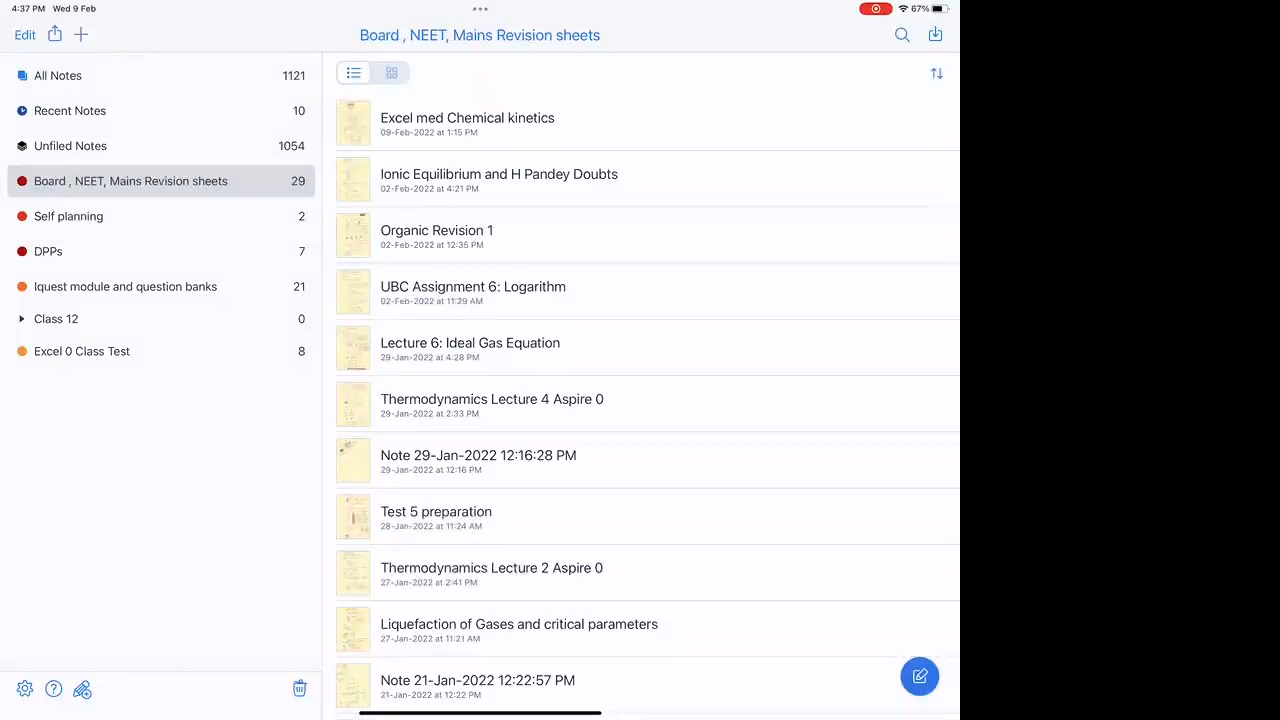 4:37 PM Wed 9 Feb
67%
Edit
Board , NEET, Mains Revision sheets
All Notes 1121
Recent Notes 10
Unfiled Notes 1054
Board , NEET, Mains Revision sheets 29
Self planning 2
DPPs 7
Iquest module and question banks 21
Class 12 0
Excel 0 Class Test 8
Excel med Chemical kinetics
09-Feb-2022 at 1:15 PM
Ionic Equilibrium and H Pandey Doubts
02-Feb-2022 at 4:21 PM
Organic Revision 1
02-Feb-2022 at 12:35 PM
UBC Assignment 6: Logarithm
02-Feb-2022 at 11:29 AM
Lecture 6: Ideal Gas Equation
29-Jan-2022 at 4:28 PM
Thermodynamics Lecture 4 Aspire 0
29-Jan-2022 at 2:33 PM
Note 29-Jan-2022 12:16:28 PM
29-Jan-2022 at 12:16 PM
Test 5 preparation
28-Jan-2022 at 11:24 AM
Thermodynamics Lecture 2 Aspire 0
27-Jan-2022 at 2:41 PM
Liquefaction of Gases and critical parameters
27-Jan-2022 at 11:21 AM
Note 21-Jan-2022 12:22:57 PM
21-Jan-2022 at 12:22 PM